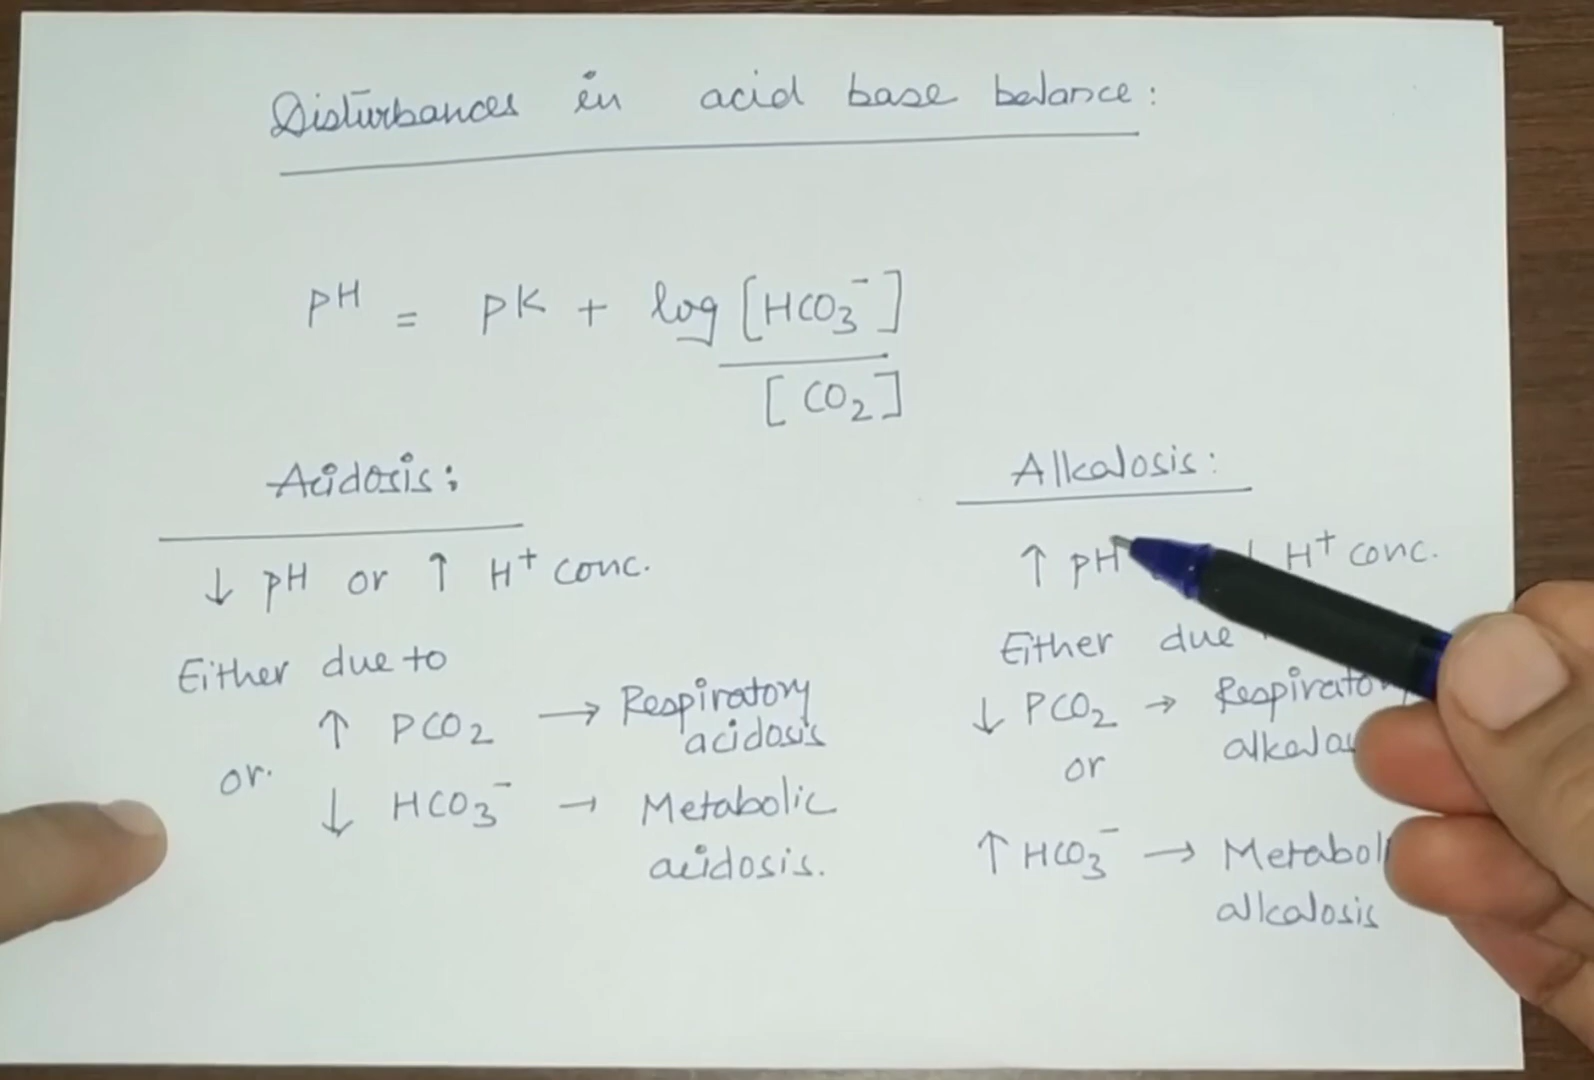 Disturbances in acid base balance:
pH = pK + log [HCO3⁻]
[CO2]
Acidosis:
↓ pH or ↑ H⁺ conc.
Either due to
↑ PCO2 → Respiratory
acidosis
or.
↓ HCO3⁻ → Metabolic
acidosis.
Alkalosis:
↑ pH H⁺ conc.
Either due
↓ PCO2 →
or
↑ HCO3⁻ →
alkalosis